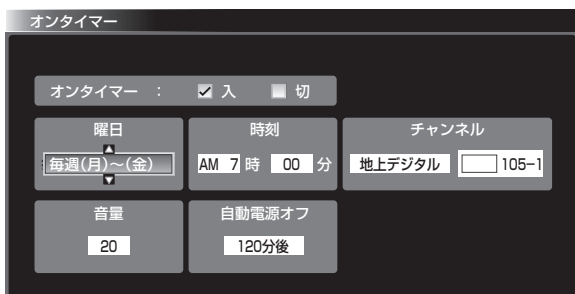 オンタイマー
オンタイマー : 入 切
曜日 時刻 チャンネル
毎週(月)~(金) AM 7時 00 分 地上デジタル 105-1
音量 自動電源オフ
20 120分後